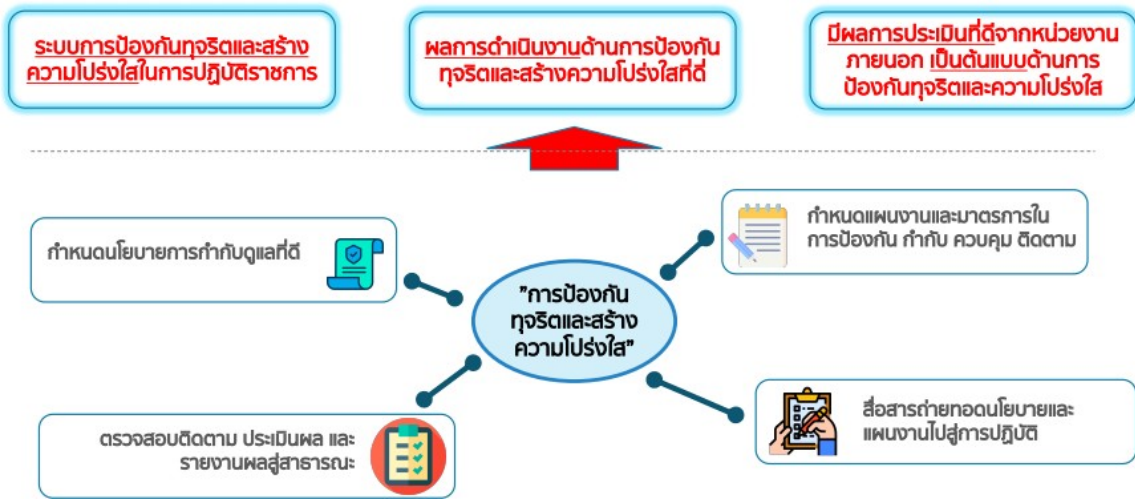 ระบบการป้องกันทุจริตและสร้าง
ความโปร่งใสในการปฏิบัติราชการ
ผลการดำเนินงานด้านการป้องกัน
ทุจริตและสร้างความโปร่งใสที่ดี
มีผลการประเมินที่ดีจากหน่วยงาน
ภายนอก เป็นต้นแบบด้านการ
ป้องกันทุจริตและความโปร่งใส
กำหนดนโยบายการกำกับดูแลที่ดี
กำหนดแผนงานและมาตรการใน
การป้องกัน กำกับ ควบคุม ติดตาม
"การป้องกัน
ทุจริตและสร้าง
ความโปร่งใส"
ตรวจสอบติดตาม ประเมินผล และ
รายงานผลสู่สาธารณะ
สื่อสารถ่ายทอดนโยบายและ
แผนงานไปสู่การปฏิบัติ